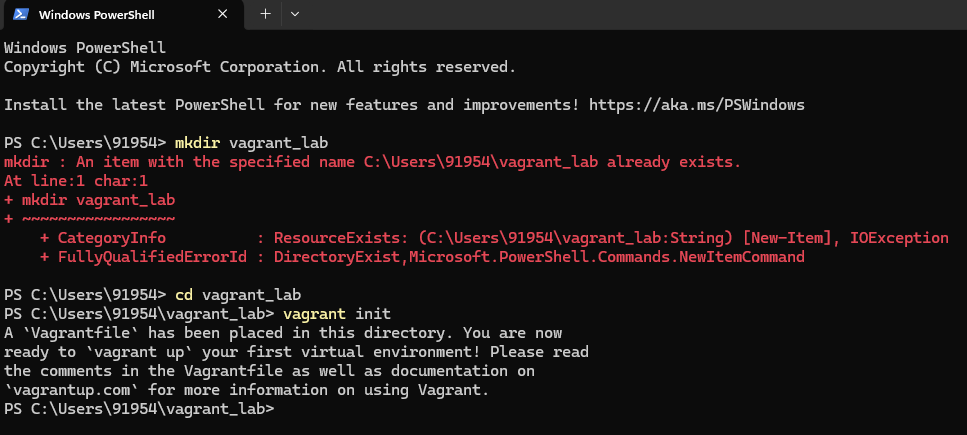 Windows PowerShell
Windows PowerShell
Copyright (C) Microsoft Corporation. All rights reserved.
Install the latest PowerShell for new features and improvements! https://aka.ms/PSWindows
PS C:\Users\91954> mkdir vagrant_lab
mkdir : An item with the specified name C:\Users\91954\vagrant_lab already exists.
At line:1 char:1
+ mkdir vagrant_lab
+ ~~~~~~~~~~~~~~~~~
    + CategoryInfo          : ResourceExists: (C:\Users\91954\vagrant_lab:String) [New-Item], IOException
    + FullyQualifiedErrorId : DirectoryExist,Microsoft.PowerShell.Commands.NewItemCommand
PS C:\Users\91954> cd vagrant_lab
PS C:\Users\91954\vagrant_lab> vagrant init
A `Vagrantfile` has been placed in this directory. You are now
ready to `vagrant up` your first virtual environment! Please read
the comments in the Vagrantfile as well as documentation on
`vagrantup.com` for more information on using Vagrant.
PS C:\Users\91954\vagrant_lab>